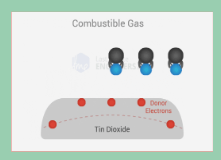 Combustible Gas
Donor
Electrons
Tin Dioxide